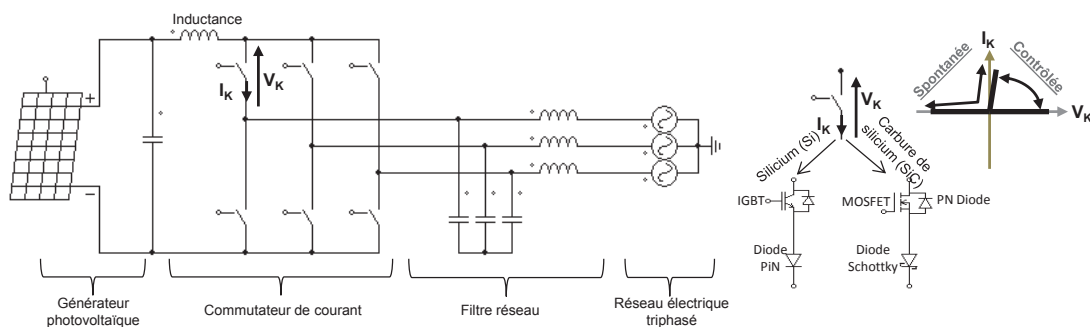 Inductance
+
−
I_K
V_K
Générateur
photovoltaïque
Commutateur de courant
Filtre réseau
Réseau électrique
triphasé
V_K
I_K
Silicium (Si)
Carbure de
silicium (SiC)
IGBT
MOSFET
PN Diode
Diode
PiN
Diode
Schottky
I_K
Spontanée
Contrôlée
V_K